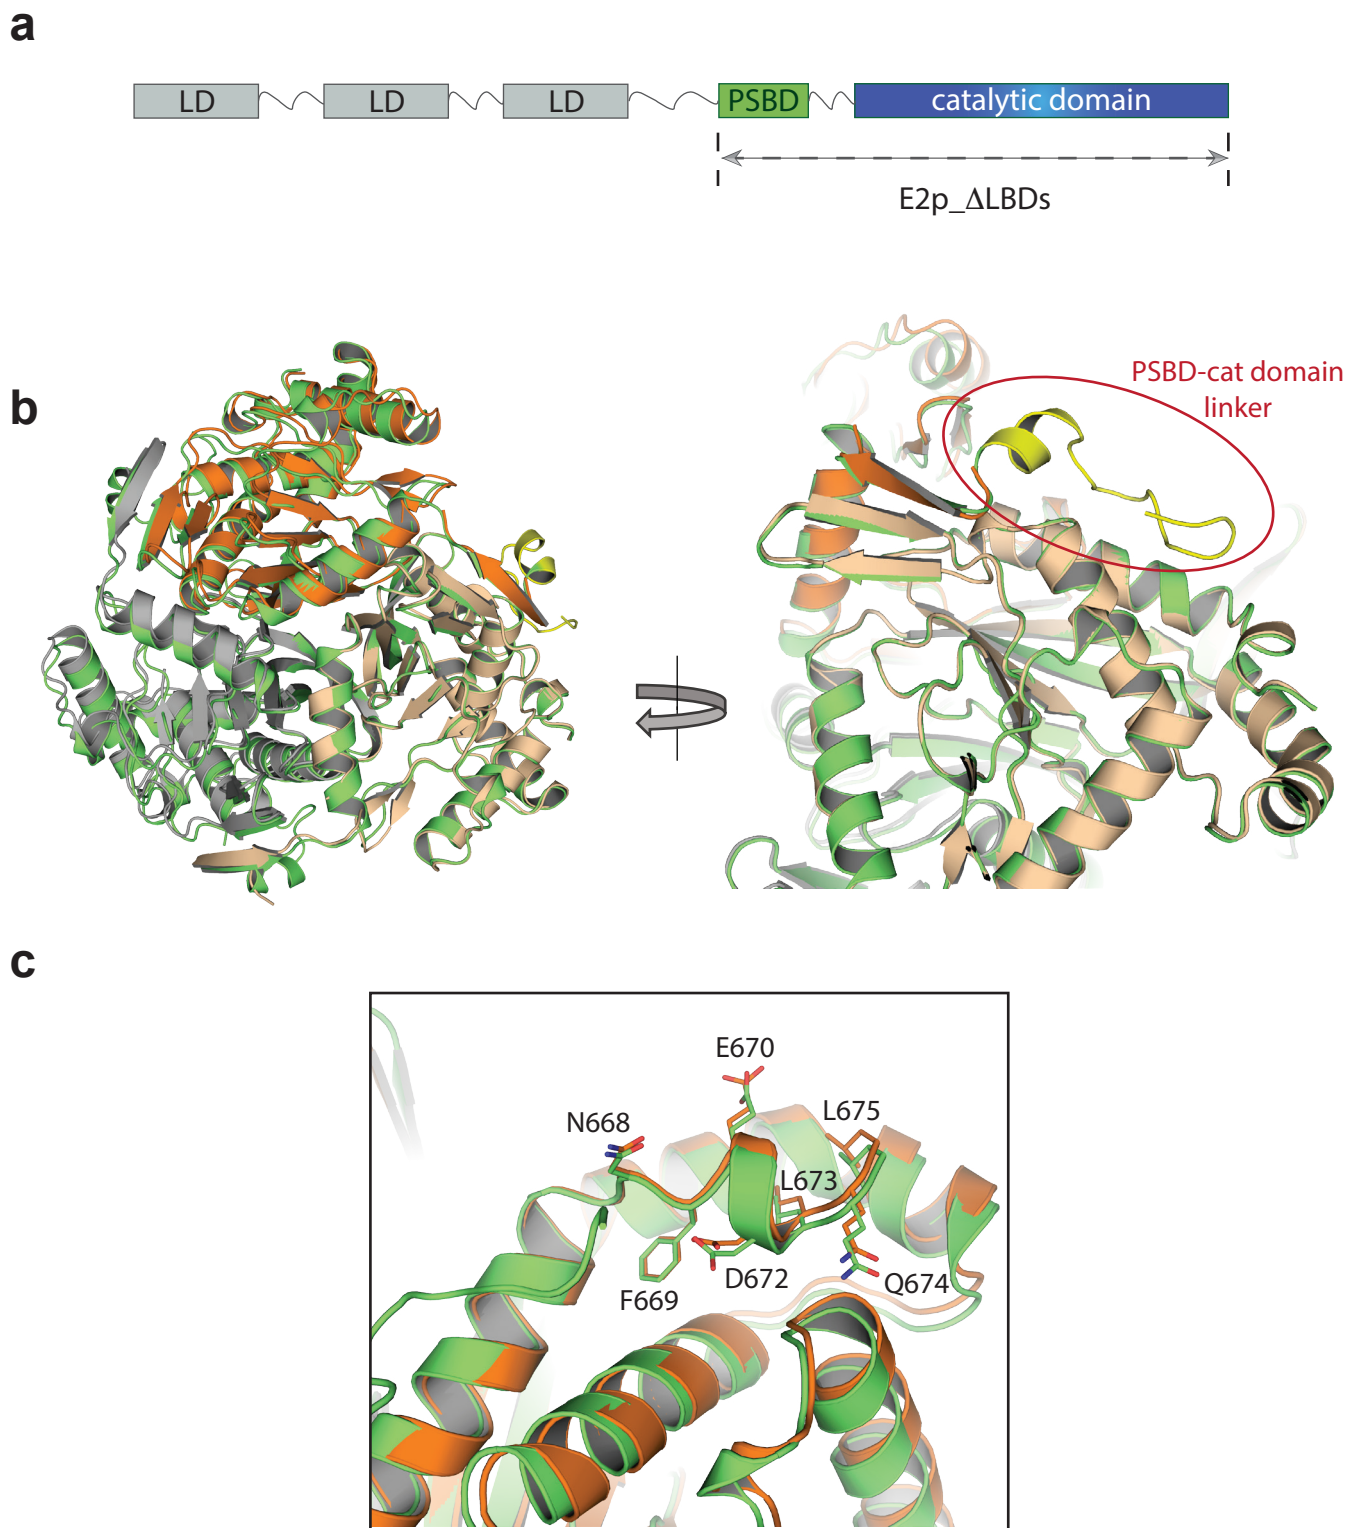 a
LD LD LD PSBD catalytic domain
E2p_ΔLBDs
b
PSBD-cat domain
linker
c
E670
N668
L675
L673
D672
Q674
F669